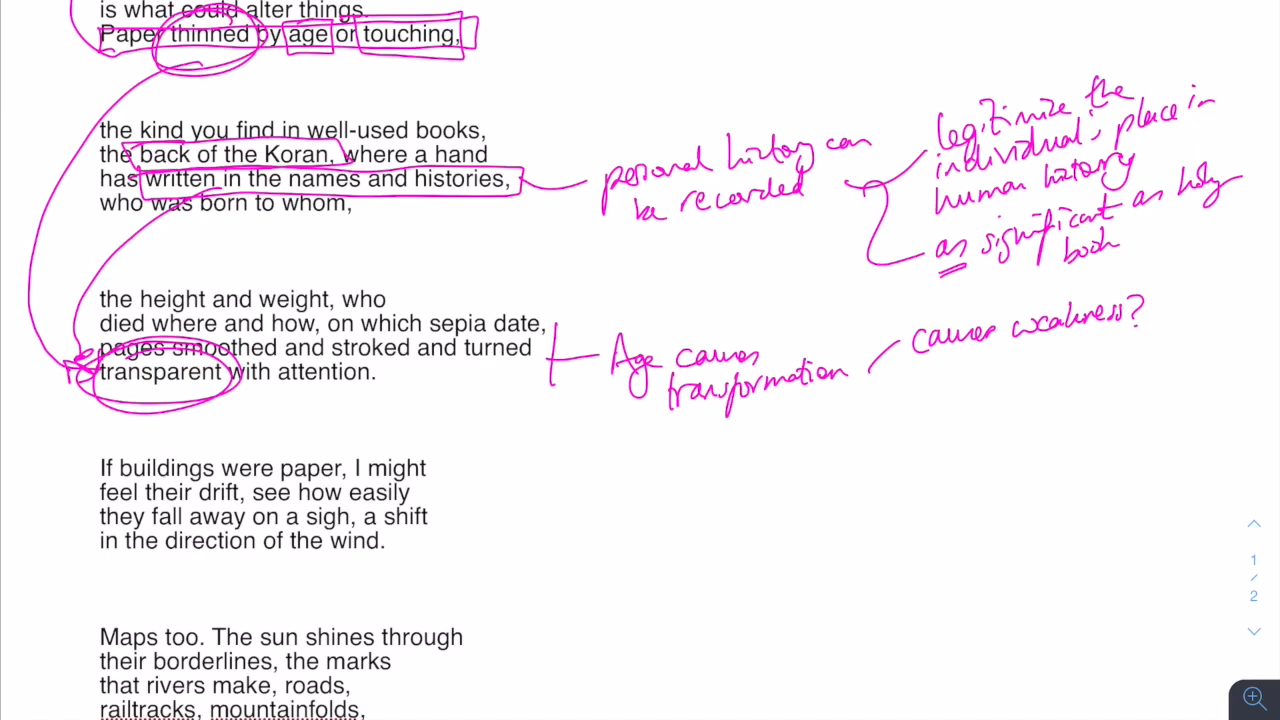 is what could alter things.
Paper thinned by age or touching,
the kind you find in well-used books,
the back of the Koran, where a hand
has written in the names and histories,
who was born to whom,
personal history can
be recorded
legitimize the
individual's place in
human history
as significant as holy
book
the height and weight, who
died where and how, on which sepia date,
pages smoothed and stroked and turned
transparent with attention.
Age causes
transformation
causes weakness?
If buildings were paper, I might
feel their drift, see how easily
they fall away on a sigh, a shift
in the direction of the wind.
Maps too. The sun shines through
their borderlines, the marks
that rivers make, roads,
railtracks, mountainfolds,
1
/
2